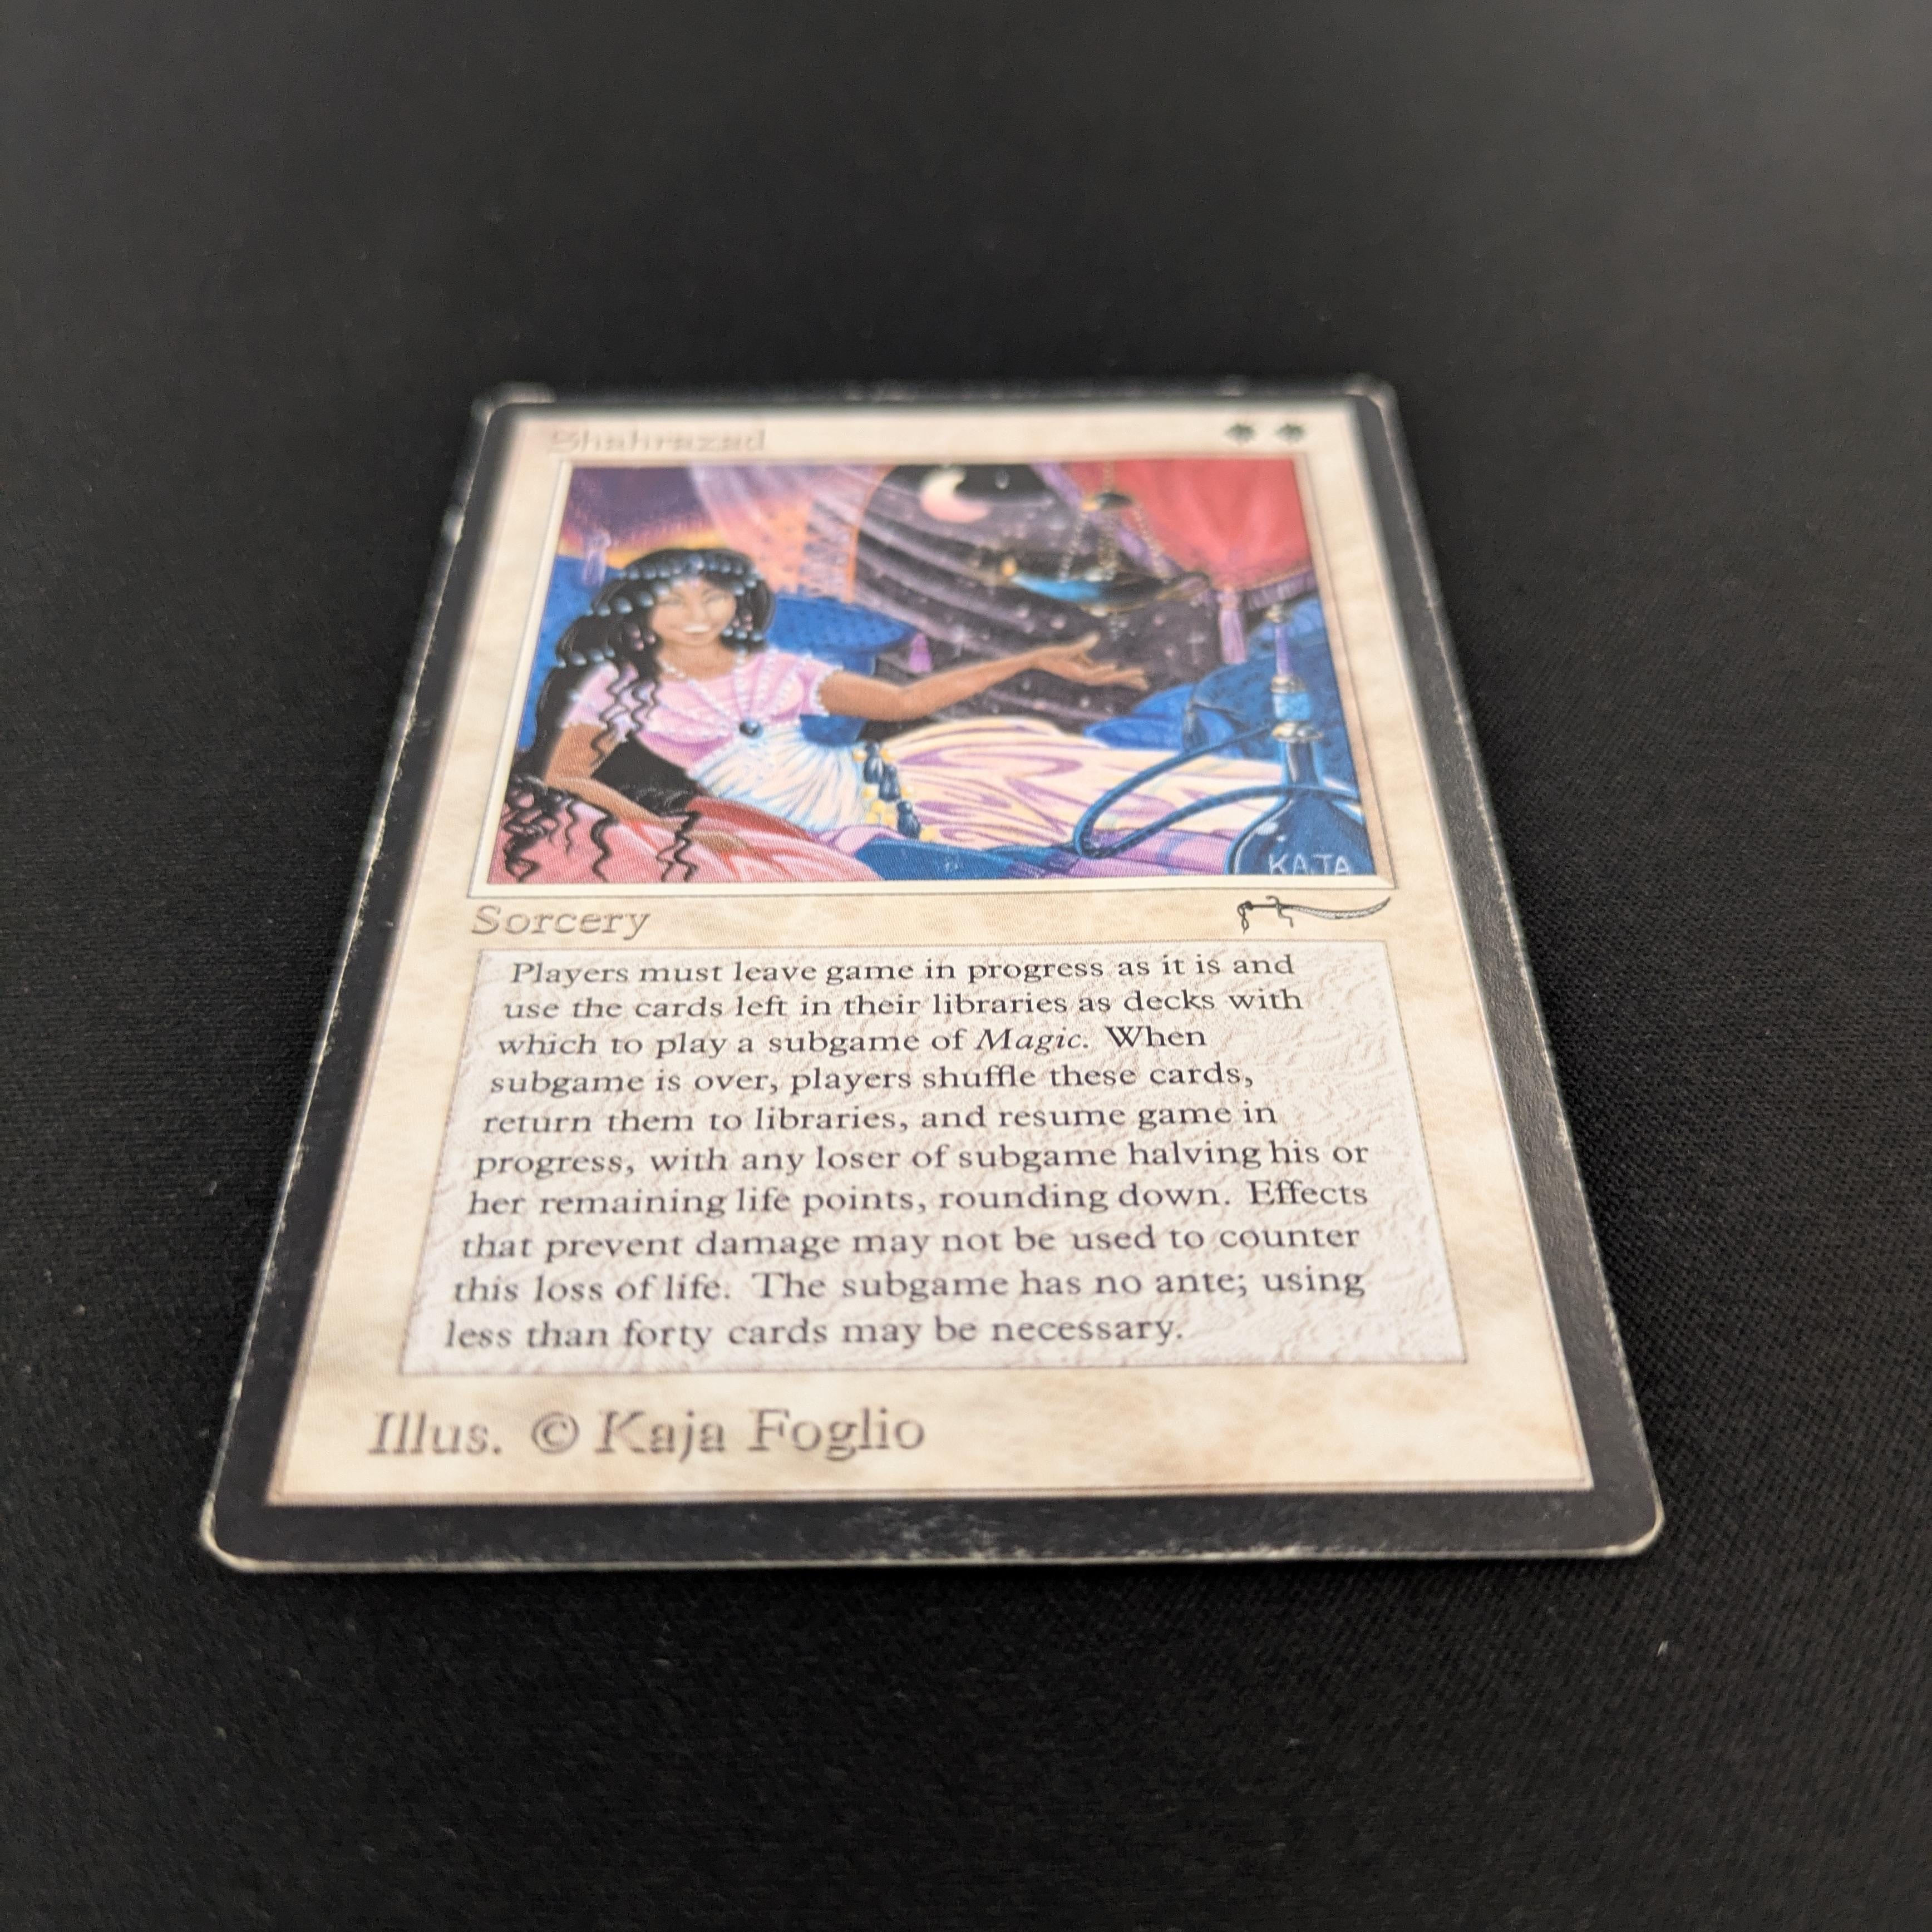 Shahrazad
KAJA
Sorcery
Players must leave game in progress as it is and
use the cards left in their libraries as decks with
which to play a subgame of Magic. When
subgame is over, players shuffle these cards,
return them to libraries, and resume game in
progress, with any loser of subgame halving his or
her remaining life points, rounding down. Effects
that prevent damage may not be used to counter
this loss of life. The subgame has no ante; using
less than forty cards may be necessary.
Illus. © Kaja Foglio